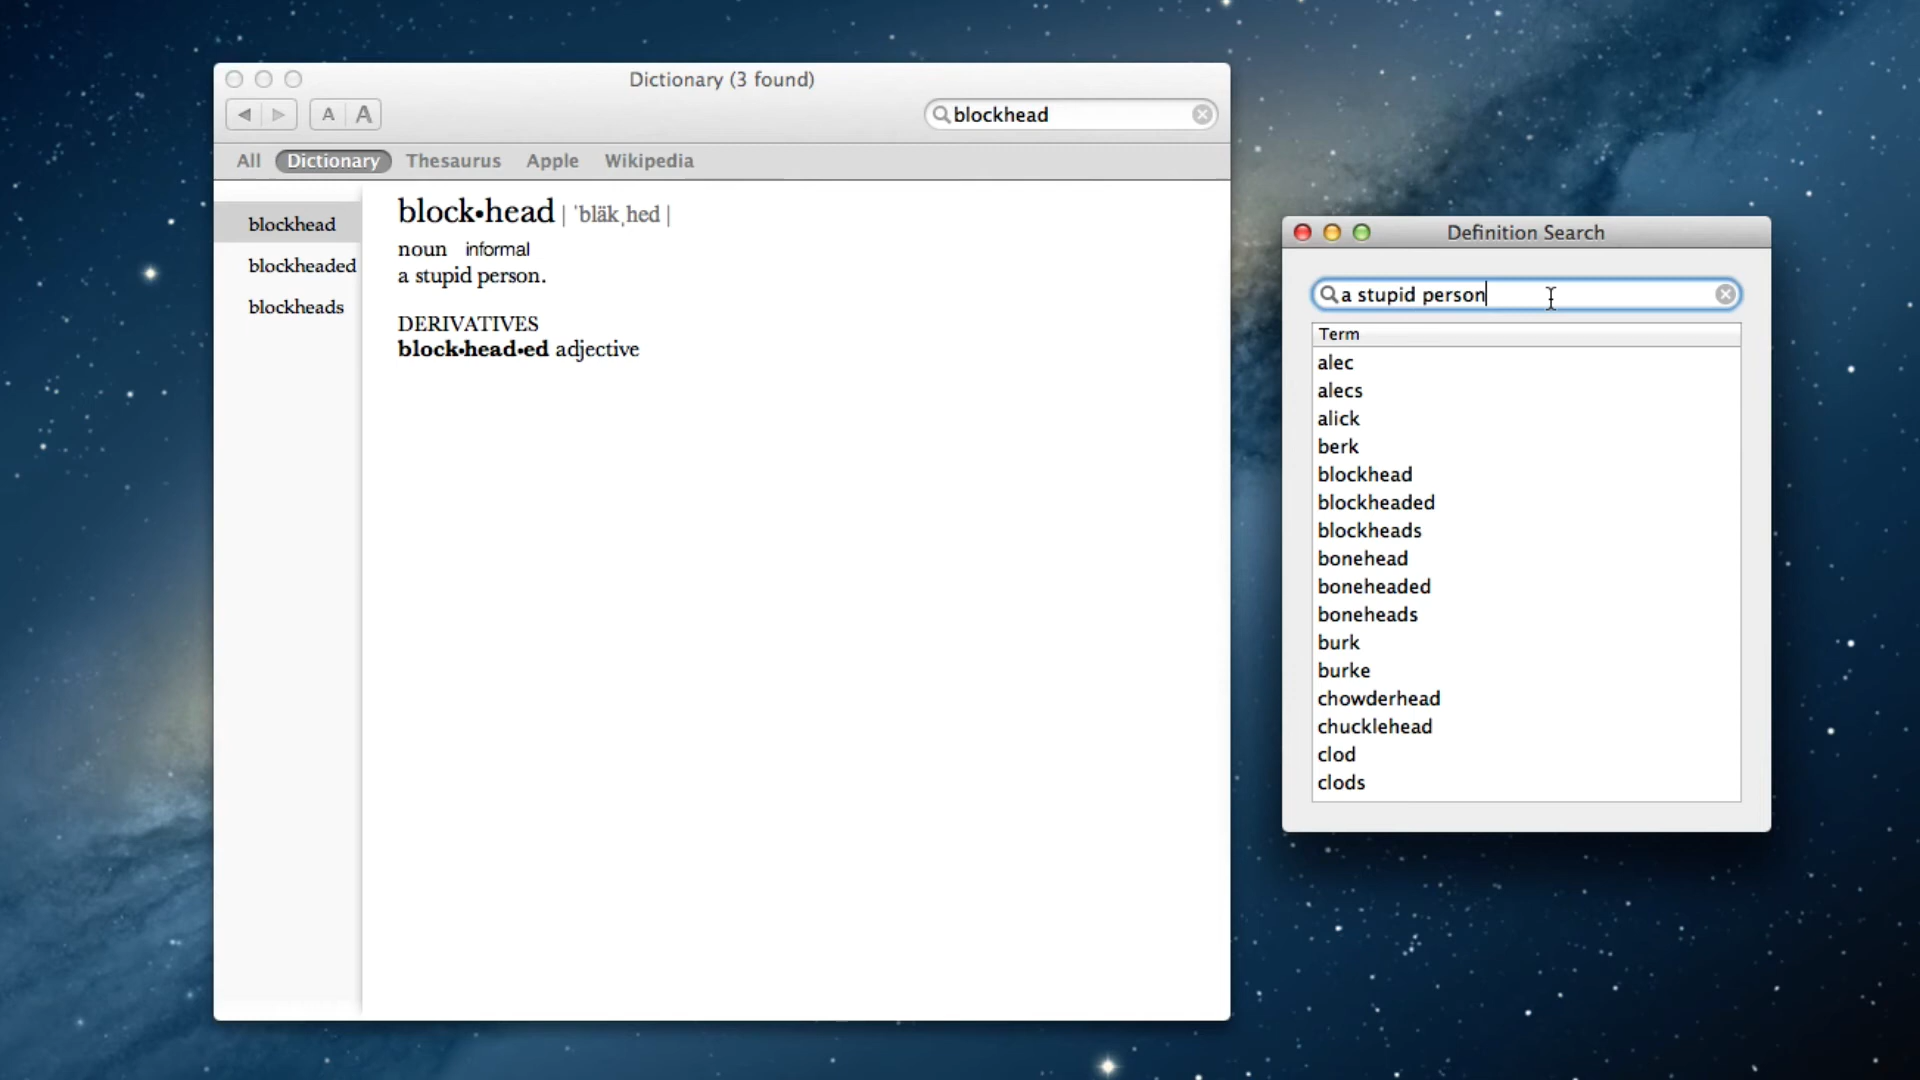 Dictionary (3 found)
A A
blockhead
All Dictionary Thesaurus Apple Wikipedia
blockhead
blockheaded
blockheads
block•head | ˈbläkˌhed |
noun informal
a stupid person.
DERIVATIVES
block•head•ed adjective
Definition Search
a stupid person
Term
alec
alecs
alick
berk
blockhead
blockheaded
blockheads
bonehead
boneheaded
boneheads
burk
burke
chowderhead
chucklehead
clod
clods